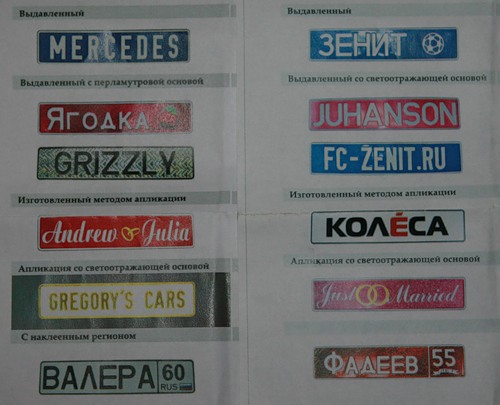 Выдавленный
MERCEDES
Выдавленный с перламутровой основой
ЯГОДКА
GRIZZLY
Изготовленный методом апликации
Andrew Julia
Апликация со светоотражающей основой
GREGORY'S CARS
С наклеенным регионом
ВАЛЕРА 60 RUS
Выдавленный
ЗЕНИТ
Выдавленный со светоотражающей основой
JUHANSON
FC-ZENIT.RU
Изготовленный методом апликации
КОЛЁСА
Апликация со светоотражающей основой
Just Married
ФАДЕЕВ 55